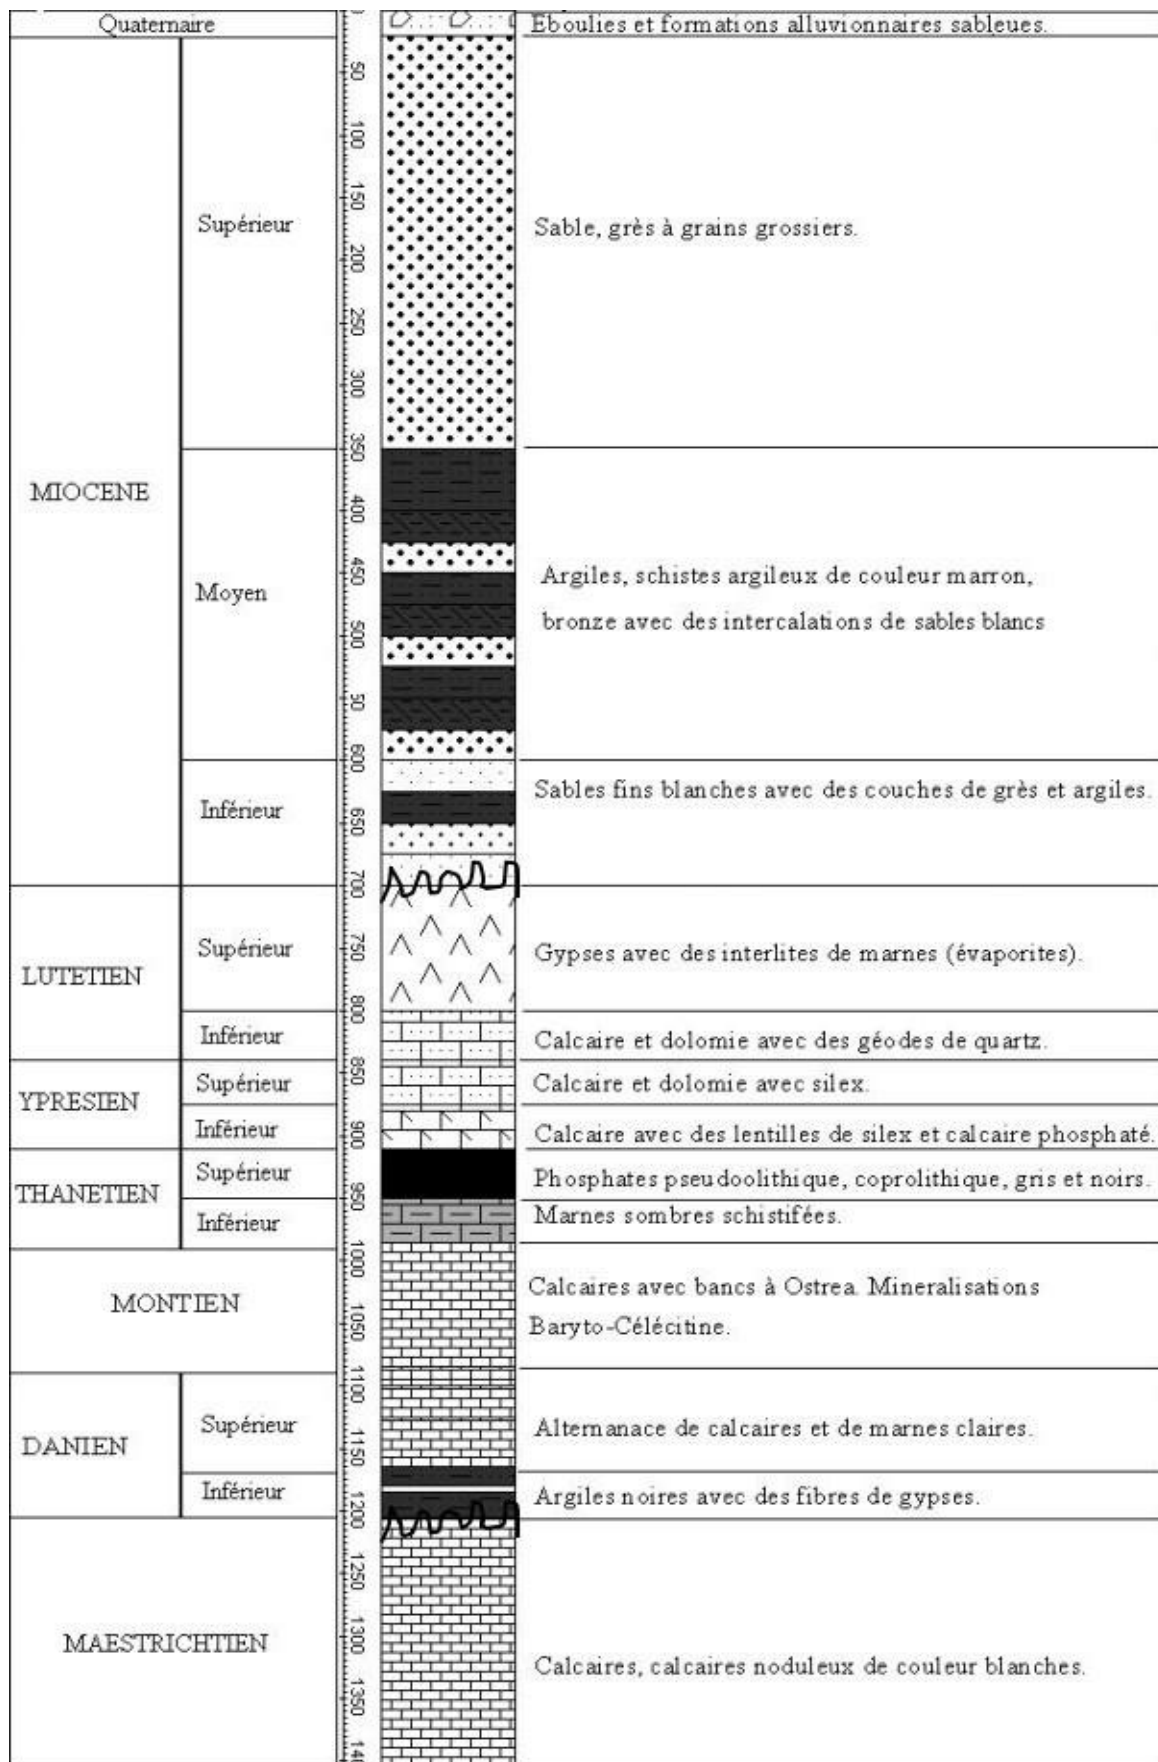 Quaternaire
Eboulies et formations alluvionnaires sableues.
MIOCENE
Supérieur
Sable, grès à grains grossiers.
Moyen
Argiles, schistes argileux de couleur marron,
bronze avec des intercalations de sables blancs
Inférieur
Sables fins blanches avec des couches de grès et argiles.
LUTETIEN
Supérieur
Gypses avec des interlites de marnes (évaporites).
Inférieur
Calcaire et dolomie avec des géodes de quartz.
YPRESIEN
Supérieur
Calcaire et dolomie avec silex.
Inférieur
Calcaire avec des lentilles de silex et calcaire phosphaté.
THANETIEN
Supérieur
Phosphates pseudoolithique, coprolithique, gris et noirs.
Inférieur
Marnes sombres schistifées.
MONTIEN
Calcaires avec bancs à Ostrea. Mineralisations
Baryto-Célécitine.
DANIEN
Supérieur
Alternanace de calcaires et de marnes claires.
Inférieur
Argiles noires avec des fibres de gypses.
MAESTRICHTIEN
Calcaires, calcaires noduleux de couleur blanches.
50
100
150
200
250
300
350
400
450
500
50
600
650
700
750
800
850
900
950
1000
1050
1100
1150
1200
1250
1300
1350